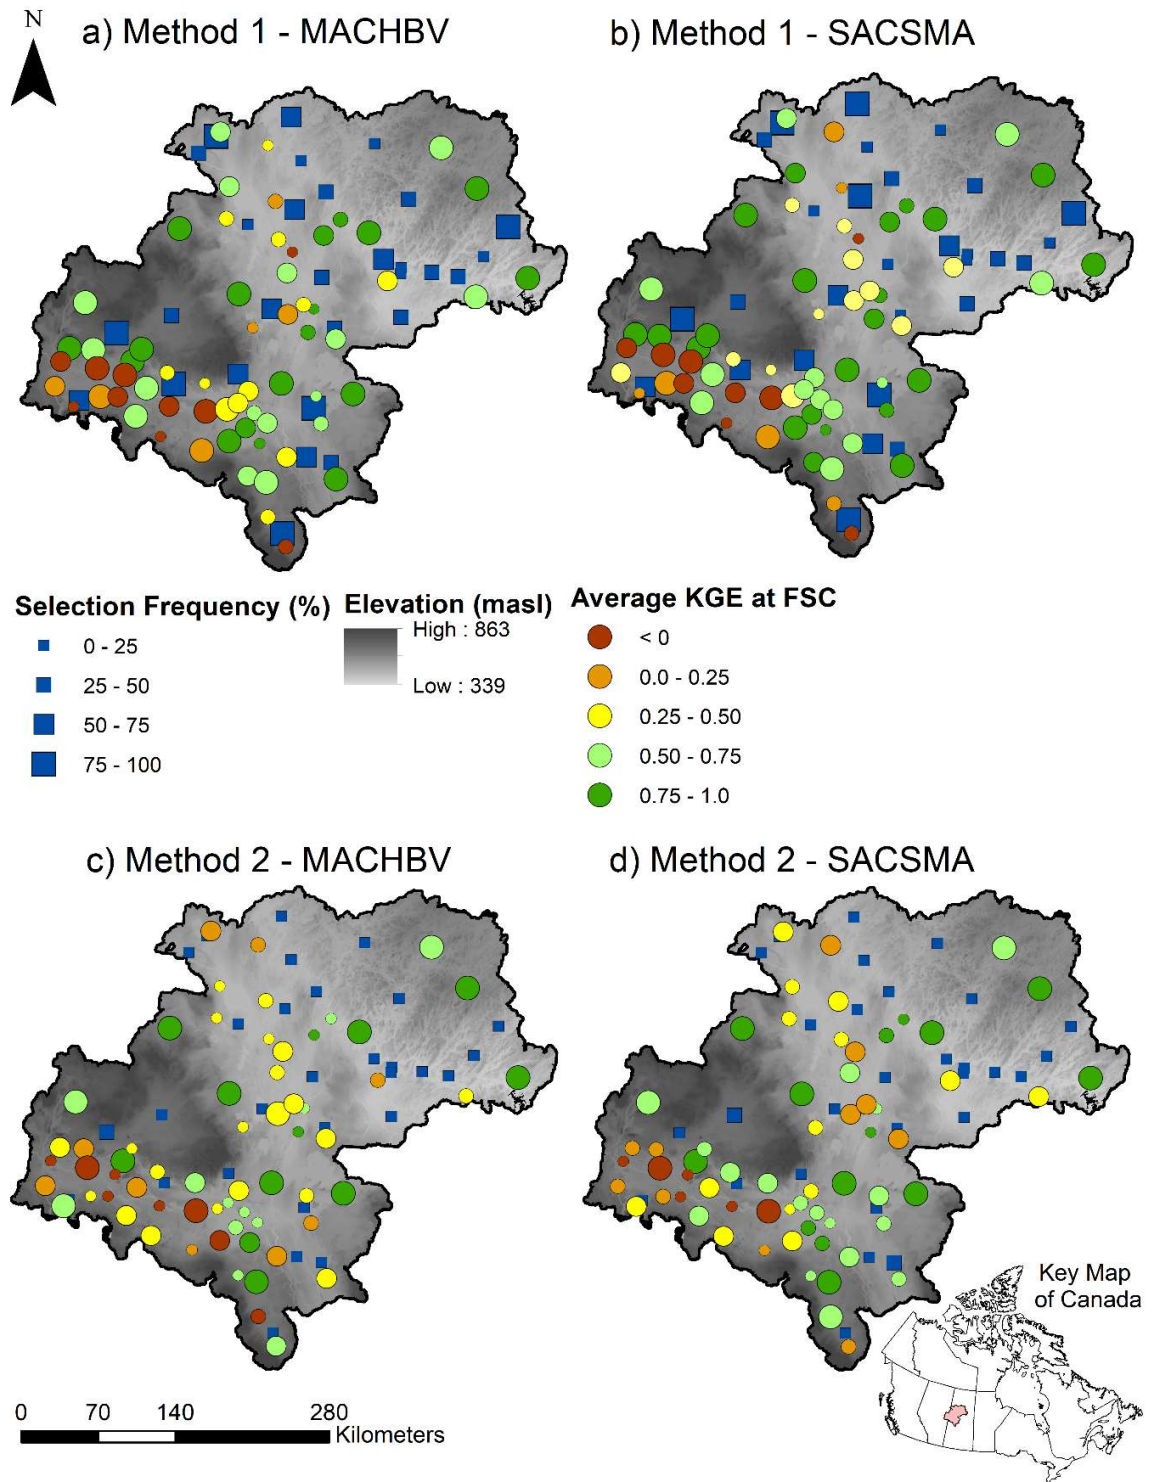 N
a) Method 1 - MACHBV
b) Method 1 - SACSMA
Selection Frequency (%)
0 - 25
25 - 50
50 - 75
75 - 100
Elevation (masl)
High : 863
Low : 339
Average KGE at FSC
< 0
0.0 - 0.25
0.25 - 0.50
0.50 - 0.75
0.75 - 1.0
c) Method 2 - MACHBV
d) Method 2 - SACSMA
Key Map
of Canada
0 70 140 280
Kilometers